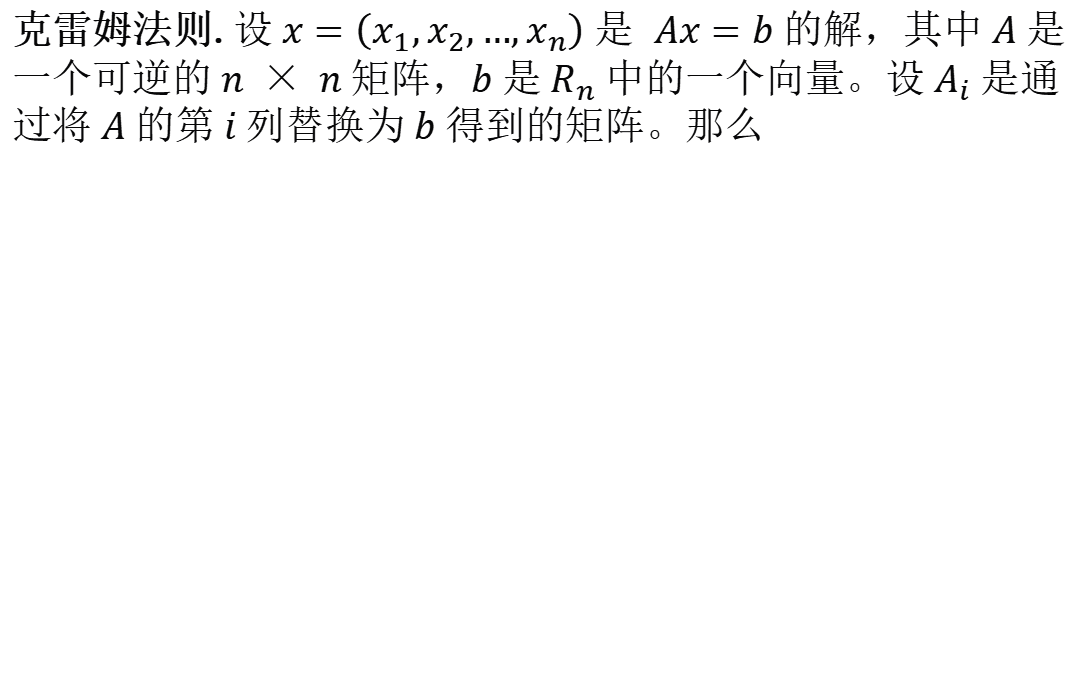 克雷姆法则. 设 x = (x₁, x₂, …, xₙ) 是 Ax = b 的解，其中 A 是
一个可逆的 n × n 矩阵，b 是 Rₙ 中的一个向量。设 Aᵢ 是通
过将 A 的第 i 列替换为 b 得到的矩阵。那么